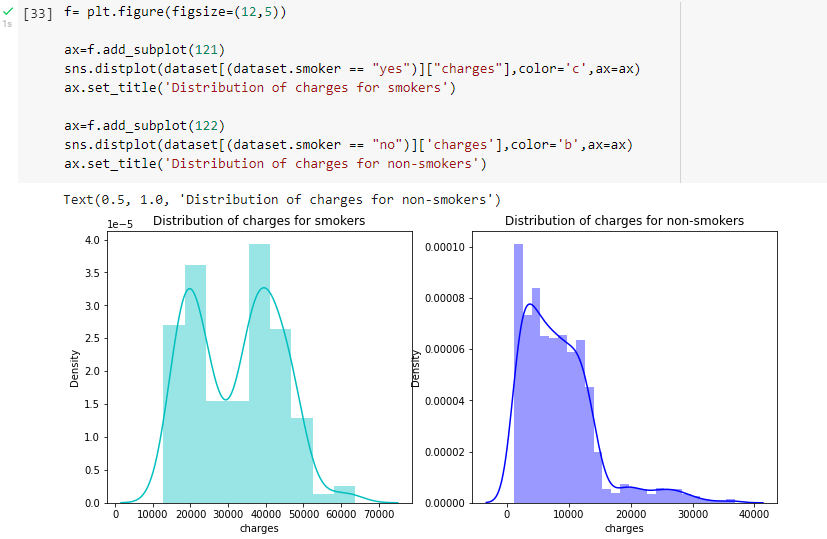 [33] f= plt.figure(figsize=(12,5))
1s
ax=f.add_subplot(121)
sns.distplot(dataset[(dataset.smoker == "yes")]["charges"],color='c',ax=ax)
ax.set_title('Distribution of charges for smokers')
ax=f.add_subplot(122)
sns.distplot(dataset[(dataset.smoker == "no")]['charges'],color='b',ax=ax)
ax.set_title('Distribution of charges for non-smokers')
Text(0.5, 1.0, 'Distribution of charges for non-smokers')
1e−5
Distribution of charges for smokers
4.0
3.5
3.0
2.5
2.0
1.5
1.0
0.5
0.0
Density
0 10000 20000 30000 40000 50000 60000 70000
charges
Distribution of charges for non-smokers
0.00010
0.00008
0.00006
0.00004
0.00002
0.00000
Density
0 10000 20000 30000 40000
charges